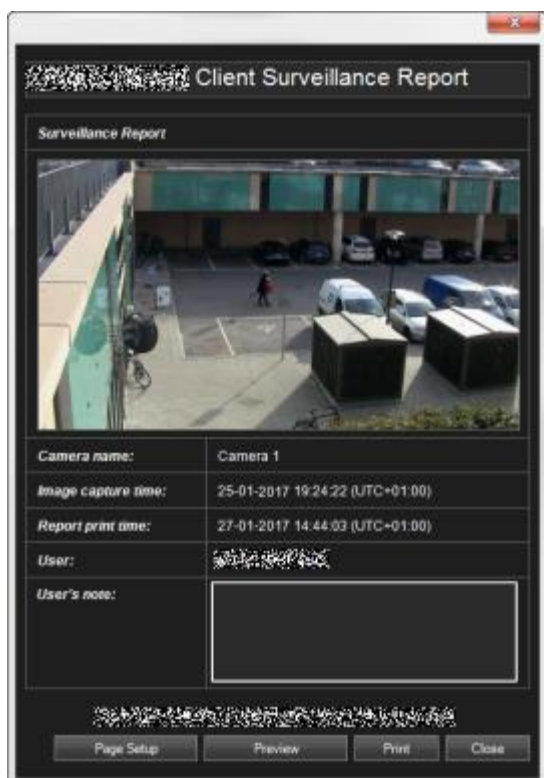 Client Surveillance Report
Surveillance Report
Camera name: Camera 1
Image capture time: 25-01-2017 19:24:22 (UTC+01:00)
Report print time: 27-01-2017 14:44:03 (UTC+01:00)
User:
User's note:
Page Setup Preview Print Close